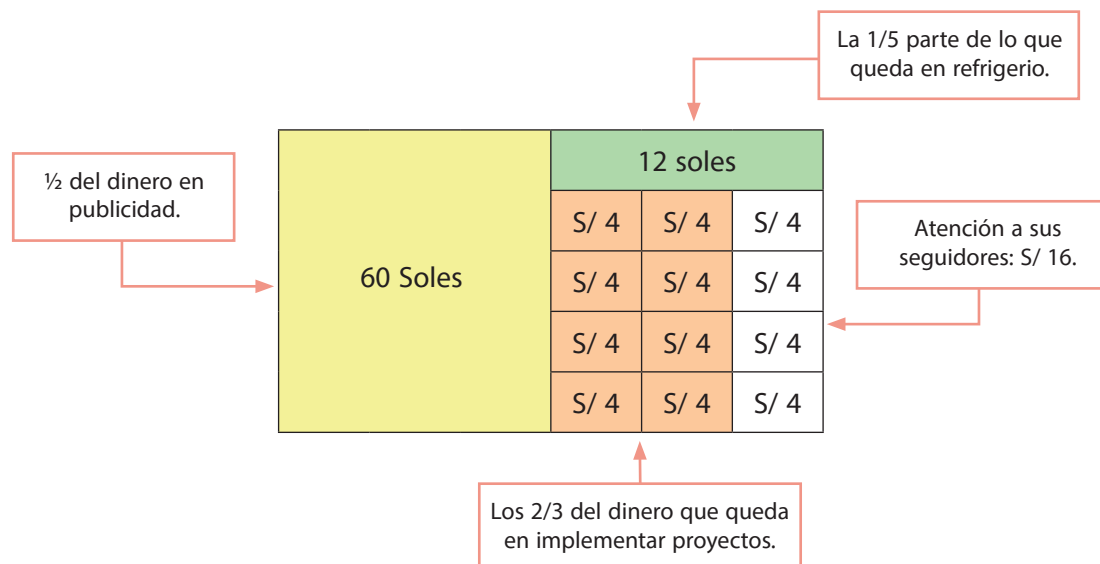 La 1/5 parte de lo que
queda en refrigerio.
½ del dinero en
publicidad.
60 Soles
12 soles
S/ 4 S/ 4 S/ 4
S/ 4 S/ 4 S/ 4
S/ 4 S/ 4 S/ 4
S/ 4 S/ 4 S/ 4
Atención a sus
seguidores: S/ 16.
Los 2/3 del dinero que queda
en implementar proyectos.